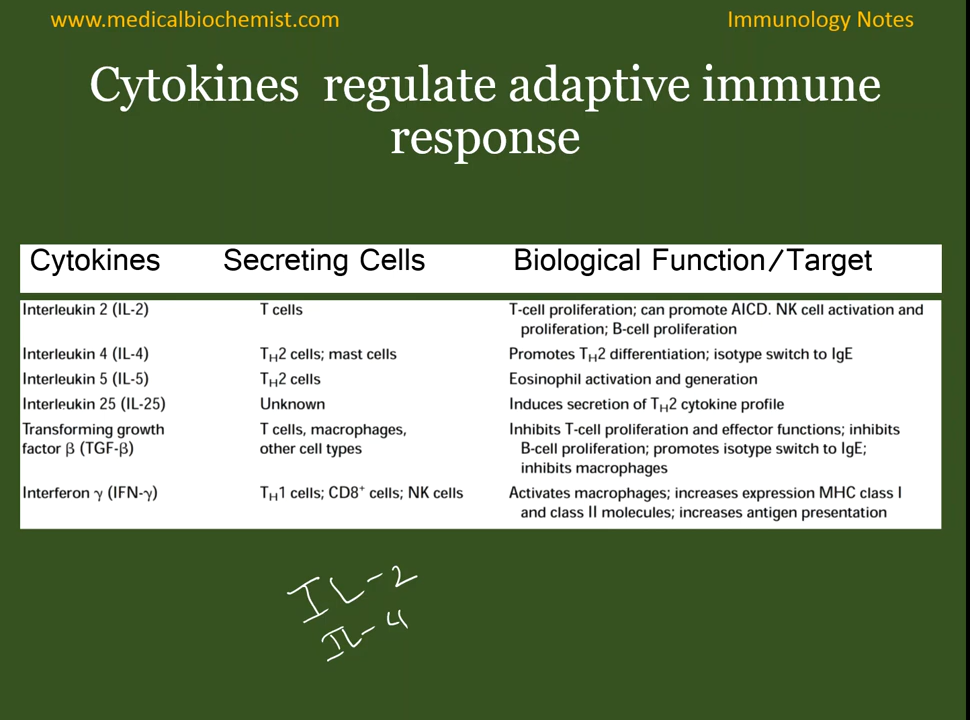 www.medicalbiochemist.com
Immunology Notes
Cytokines regulate adaptive immune
response
Cytokines Secreting Cells Biological Function/Target
Interleukin 2 (IL-2) T cells T-cell proliferation; can promote AICD. NK cell activation and
proliferation; B-cell proliferation
Interleukin 4 (IL-4) TH2 cells; mast cells Promotes TH2 differentiation; isotype switch to IgE
Interleukin 5 (IL-5) TH2 cells Eosinophil activation and generation
Interleukin 25 (IL-25) Unknown Induces secretion of TH2 cytokine profile
Transforming growth T cells, macrophages, Inhibits T-cell proliferation and effector functions; inhibits
factor β (TGF-β) other cell types B-cell proliferation; promotes isotype switch to IgE;
inhibits macrophages
Interferon γ (IFN-γ) TH1 cells; CD8⁺ cells; NK cells Activates macrophages; increases expression MHC class I
and class II molecules; increases antigen presentation
IL-2
IL-4